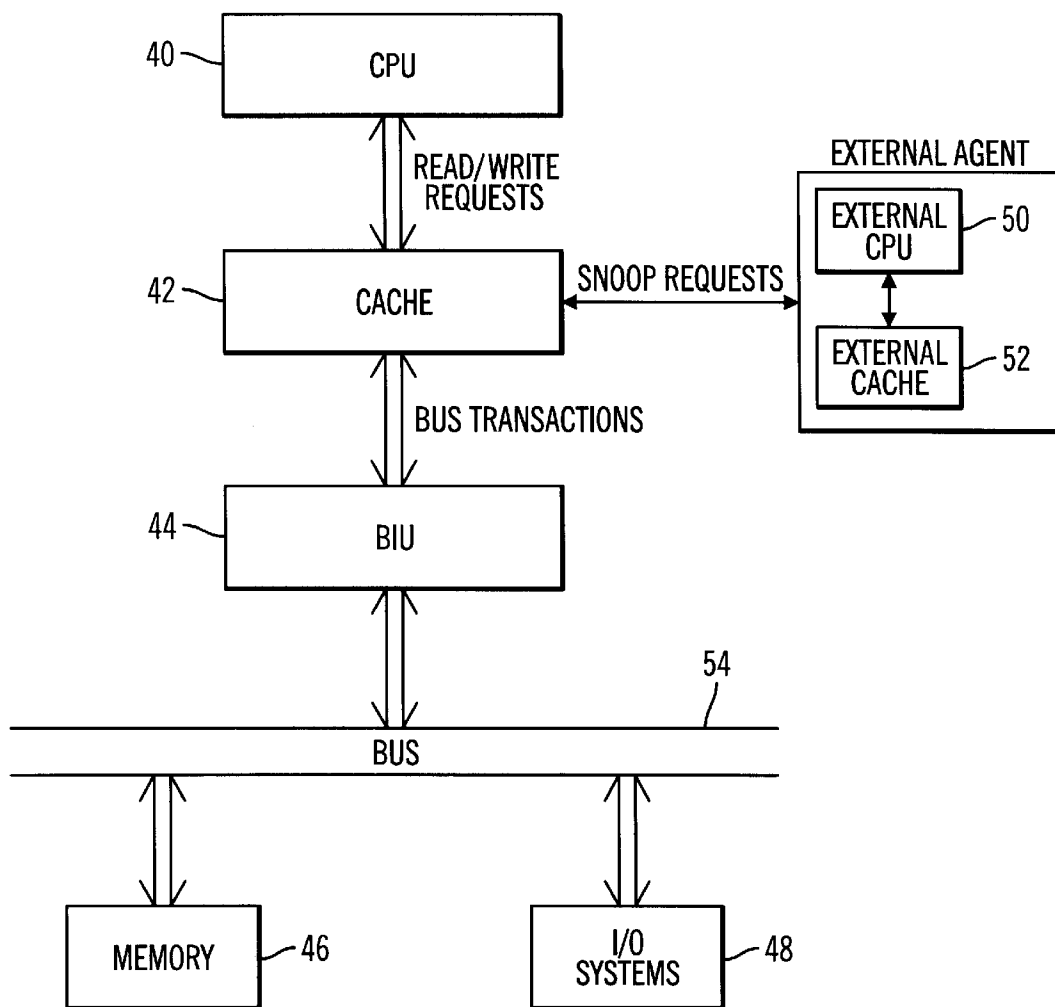 40
CPU
READ/WRITE
REQUESTS
EXTERNAL AGENT
EXTERNAL
CPU
50
42
CACHE
SNOOP REQUESTS
EXTERNAL
CACHE
52
BUS TRANSACTIONS
44
BIU
54
BUS
MEMORY
46
I/O
SYSTEMS
48